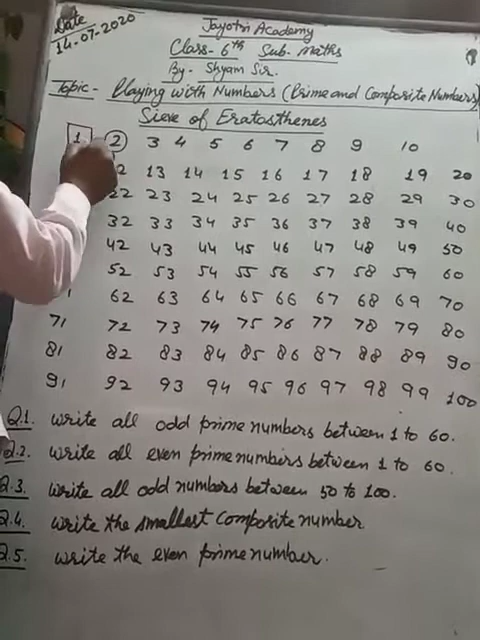 Date
14-07-2020
Jayotri Academy
Class- 6th Sub- Maths
By- Shyam Sir.
Topic - Playing with Numbers (Prime and Composite Numbers)
Sieve of Eratosthenes
1 2 3 4 5 6 7 8 9 10
2 13 14 15 16 17 18 19 20
22 23 24 25 26 27 28 29 30
32 33 34 35 36 37 38 39 40
42 43 44 45 46 47 48 49 50
52 53 54 55 56 57 58 59 60
62 63 64 65 66 67 68 69 70
71 72 73 74 75 76 77 78 79 80
81 82 83 84 85 86 87 88 89 90
91 92 93 94 95 96 97 98 99 100
Q.1. write all odd prime numbers between 1 to 60.
Q.2. write all even prime numbers between 1 to 60.
Q.3. write all odd numbers between 50 to 100.
Q.4. write the smallest composite number
Q.5. write the even prime number.